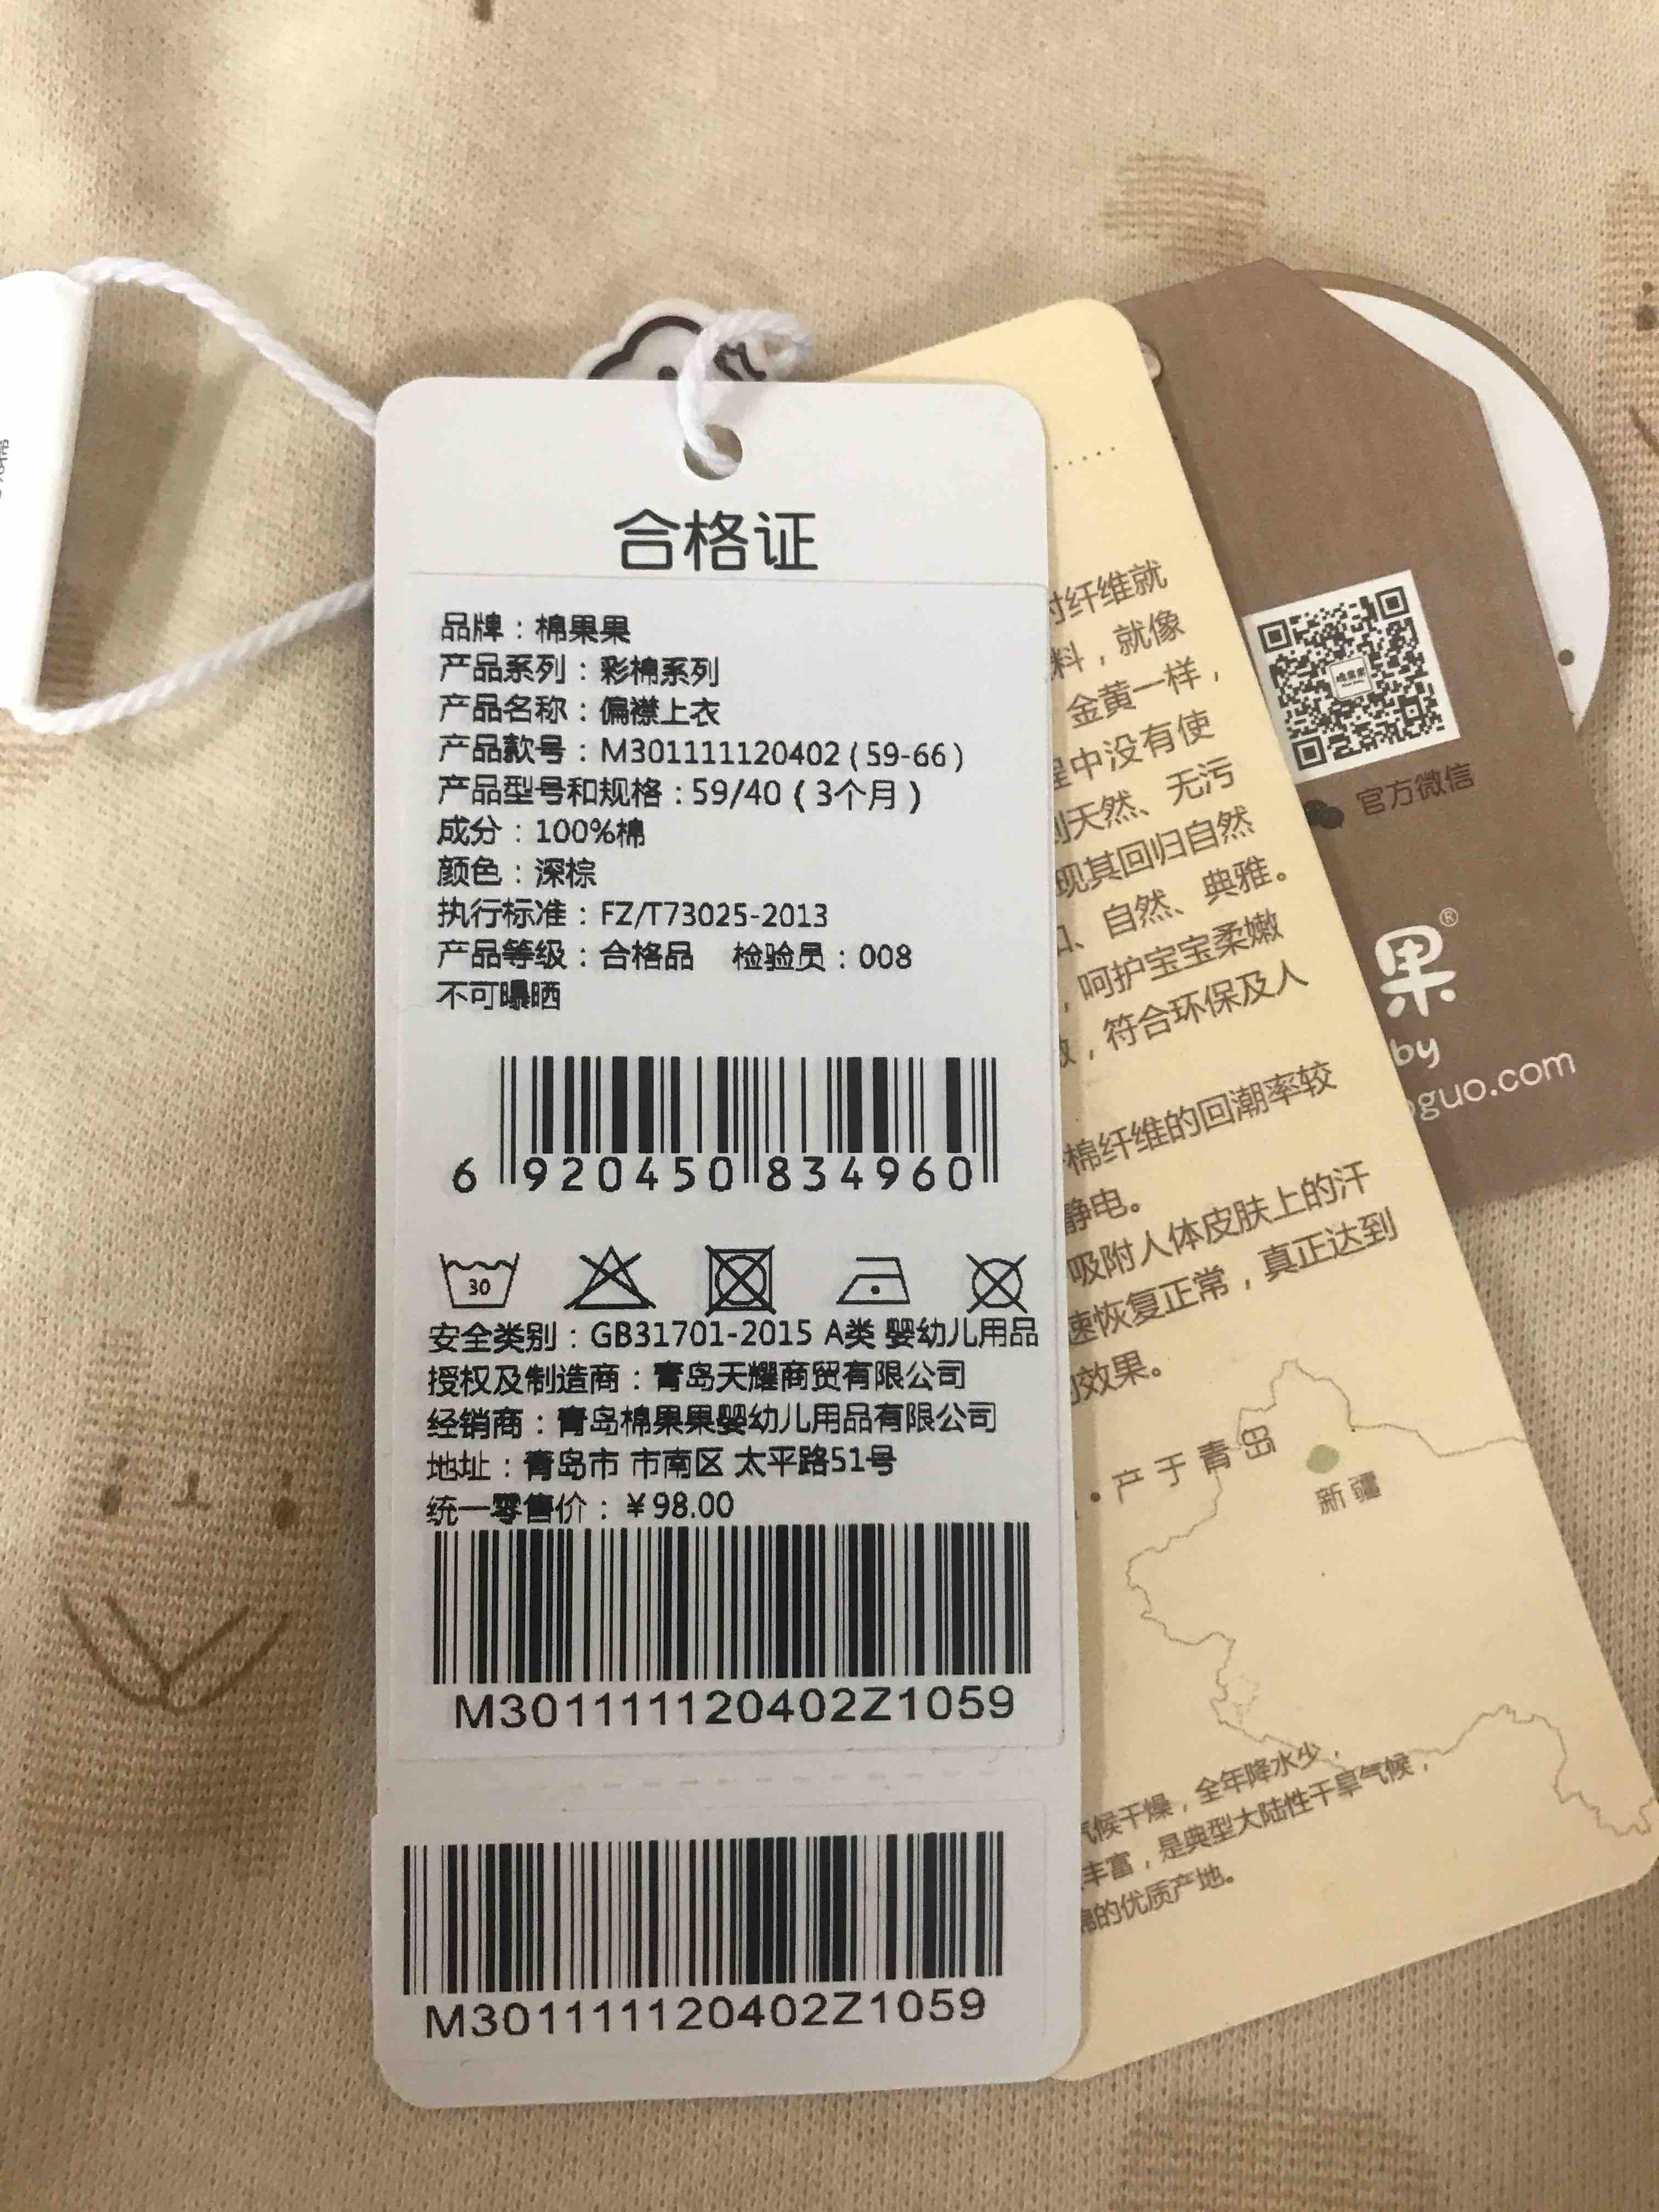 合格证
品牌：棉果果
产品系列：彩棉系列
产品名称：偏襟上衣
产品款号：M301111120402(59-66)
产品型号和规格：59/40（3个月）
成分：100%棉
颜色：深棕
执行标准：FZ/T73025-2013
产品等级：合格品 检验员：008
不可曝晒
6 920450 834960
30
安全类别：GB31701-2015 A类 婴幼儿用品
授权及制造商：青岛天耀商贸有限公司
经销商：青岛棉果果婴幼儿用品有限公司
地址：青岛市 市南区 太平路51号
统一零售价：￥98.00
M301111120402Z1059
M301111120402Z1059
纤维就
料，就像
金黄一样，
中没有使
天然、无污
现其回归自然
、自然、典雅。
，呵护宝宝柔嫩
，符合环保及人
棉纤维的回潮率较
静电。
吸附人体皮肤上的汗
速恢复正常，真正达到
效果。
·产于青岛
新疆
气候干燥，全年降水少，
丰富，是典型大陆性干旱气候，
棉的优质产地。
官方微信
果®
by
guo.com